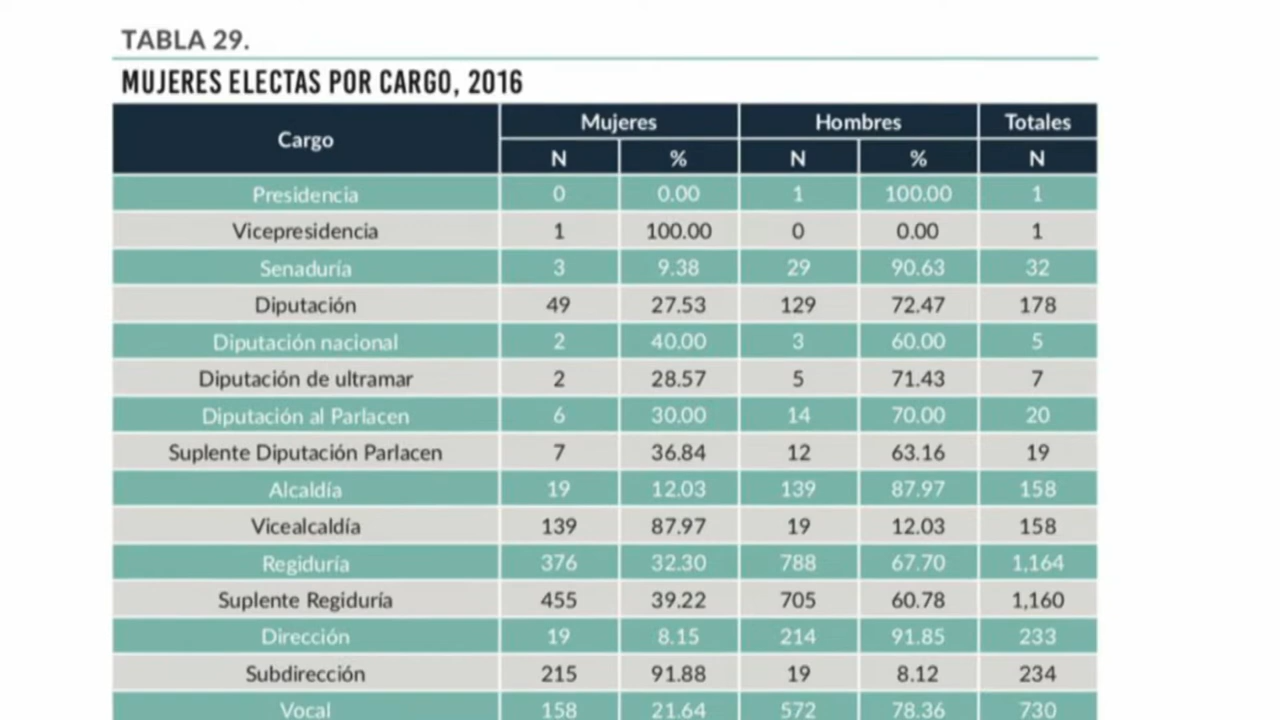 TABLA 29.
MUJERES ELECTAS POR CARGO, 2016
Cargo Mujeres Hombres Totales
N % N % N
Presidencia 0 0.00 1 100.00 1
Vicepresidencia 1 100.00 0 0.00 1
Senaduría 3 9.38 29 90.63 32
Diputación 49 27.53 129 72.47 178
Diputación nacional 2 40.00 3 60.00 5
Diputación de ultramar 2 28.57 5 71.43 7
Diputación al Parlacen 6 30.00 14 70.00 20
Suplente Diputación Parlacen 7 36.84 12 63.16 19
Alcaldía 19 12.03 139 87.97 158
Vicealcaldía 139 87.97 19 12.03 158
Regiduría 376 32.30 788 67.70 1,164
Suplente Regiduría 455 39.22 705 60.78 1,160
Dirección 19 8.15 214 91.85 233
Subdirección 215 91.88 19 8.12 234
Vocal 158 21.64 572 78.36 730